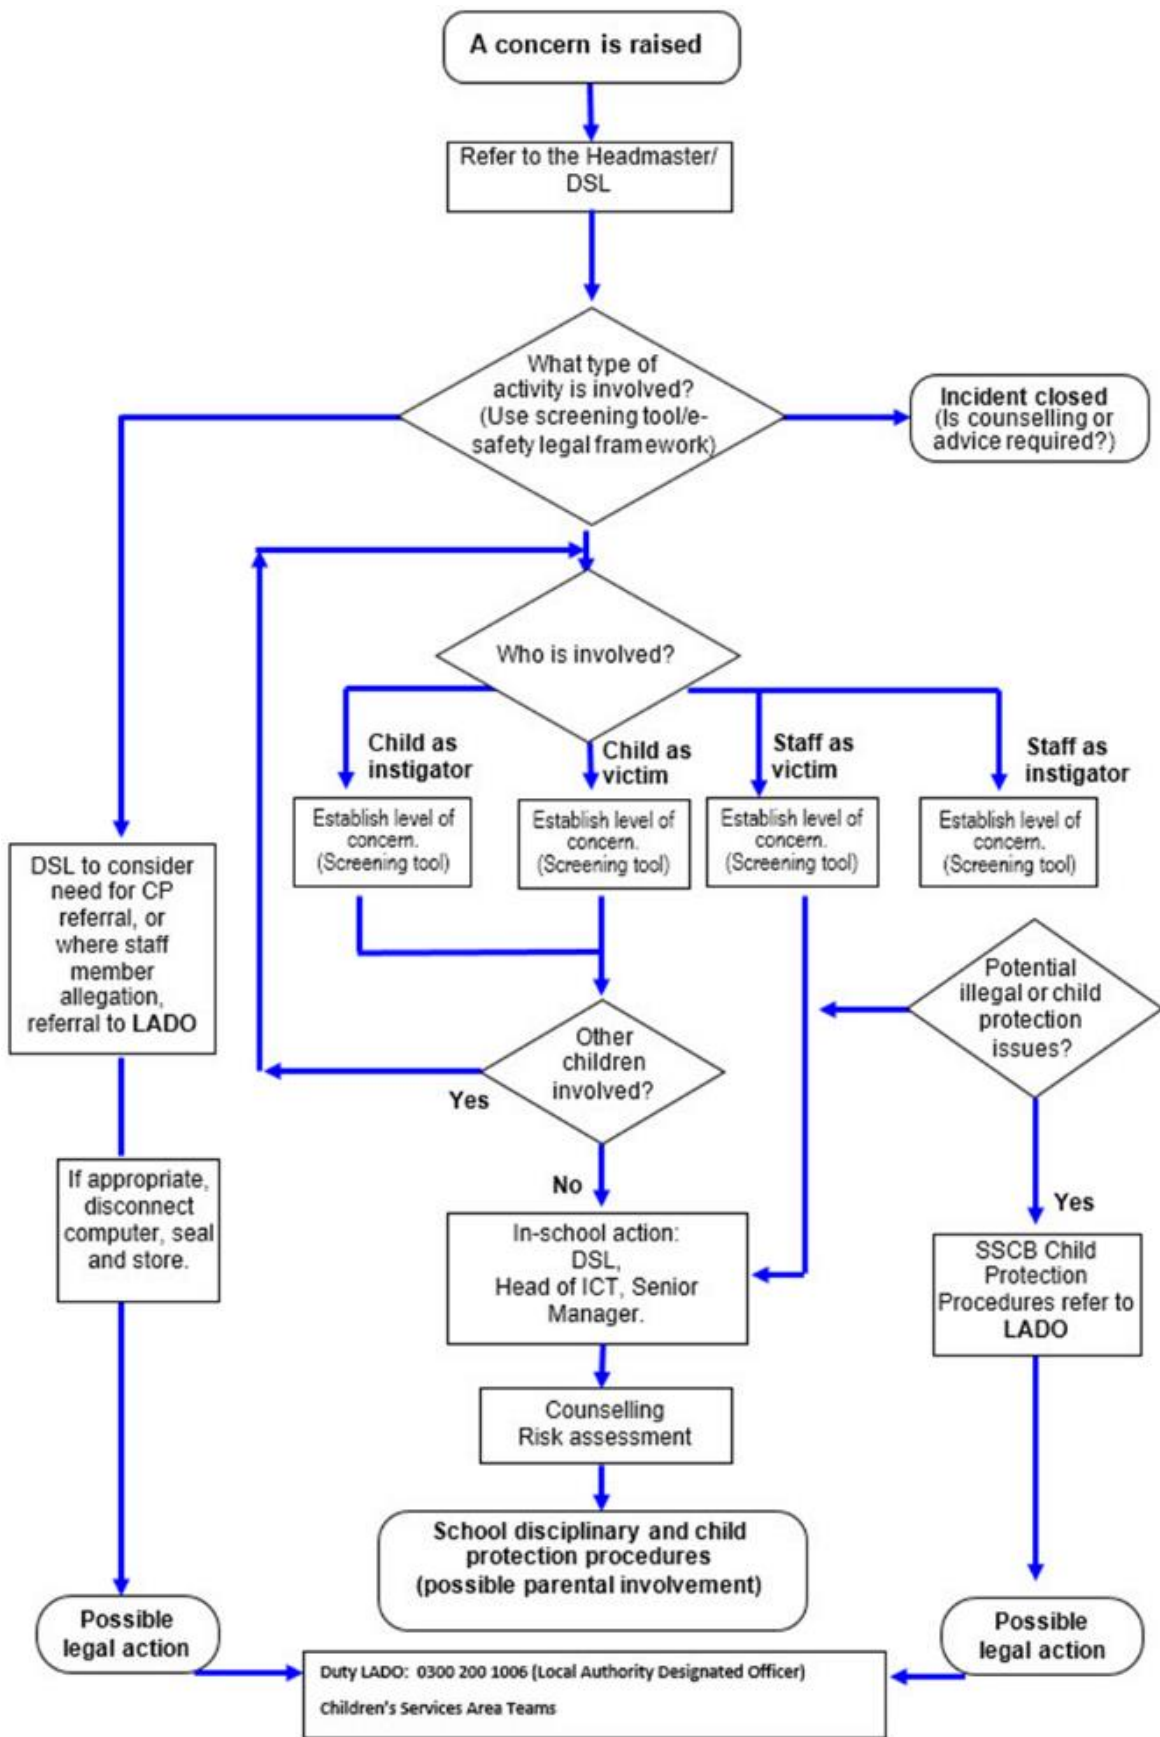 A concern is raised
Refer to the Headmaster/
DSL
What type of
activity is involved?
(Use screening tool/e-
safety legal framework)
Incident closed
(Is counselling or
advice required?)
Who is involved?
Child as
instigator
Child as
victim
Staff as
victim
Staff as
instigator
Establish level of
concern.
(Screening tool)
Establish level of
concern.
(Screening tool)
Establish level of
concern.
(Screening tool)
Establish level of
concern.
(Screening tool)
DSL to consider
need for CP
referral, or
where staff
member
allegation,
referral to LADO
Potential
illegal or child
protection
issues?
Other
children
involved?
Yes
If appropriate,
disconnect
computer, seal
and store.
No
Yes
In-school action:
DSL,
Head of ICT, Senior
Manager.
SSCB Child
Protection
Procedures refer to
LADO
Counselling
Risk assessment
School disciplinary and child
protection procedures
(possible parental involvement)
Possible
legal action
Possible
legal action
Duty LADO: 0300 200 1006 (Local Authority Designated Officer)
Children's Services Area Teams